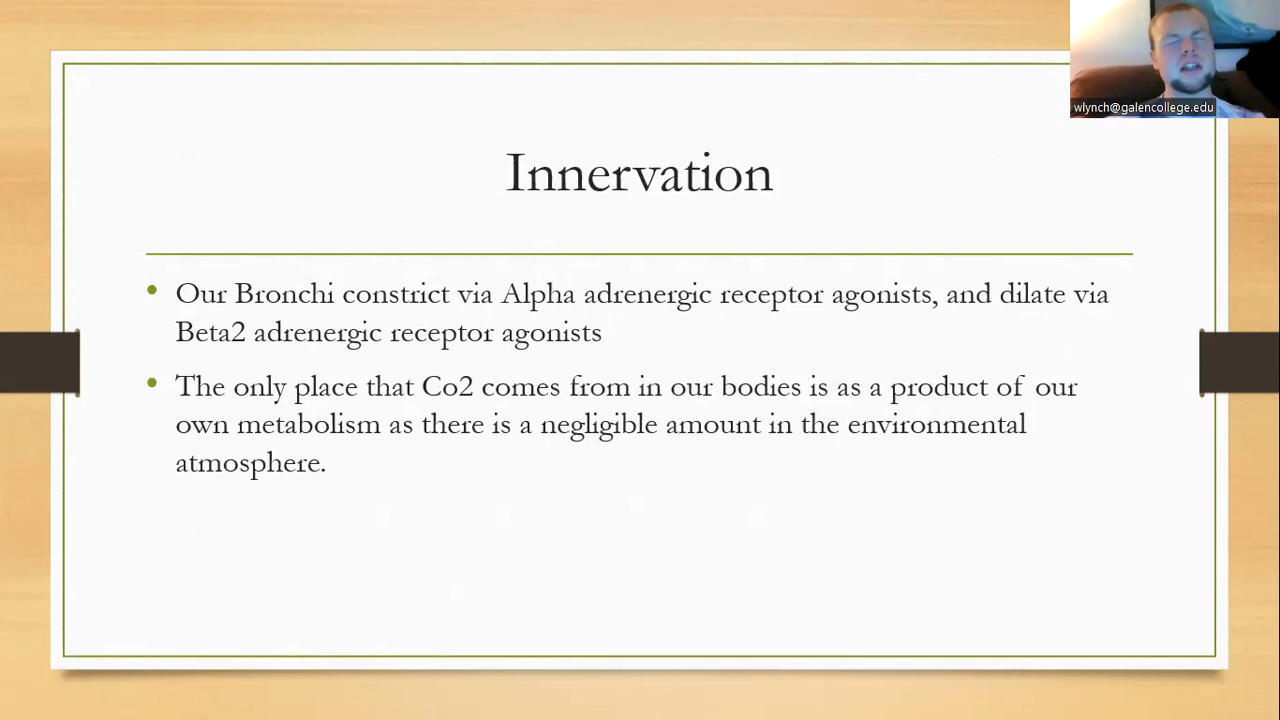 wlynch@galencollege.edu
Innervation
• Our Bronchi constrict via Alpha adrenergic receptor agonists, and dilate via
Beta2 adrenergic receptor agonists
• The only place that Co2 comes from in our bodies is as a product of our
own metabolism as there is a negligible amount in the environmental
atmosphere.